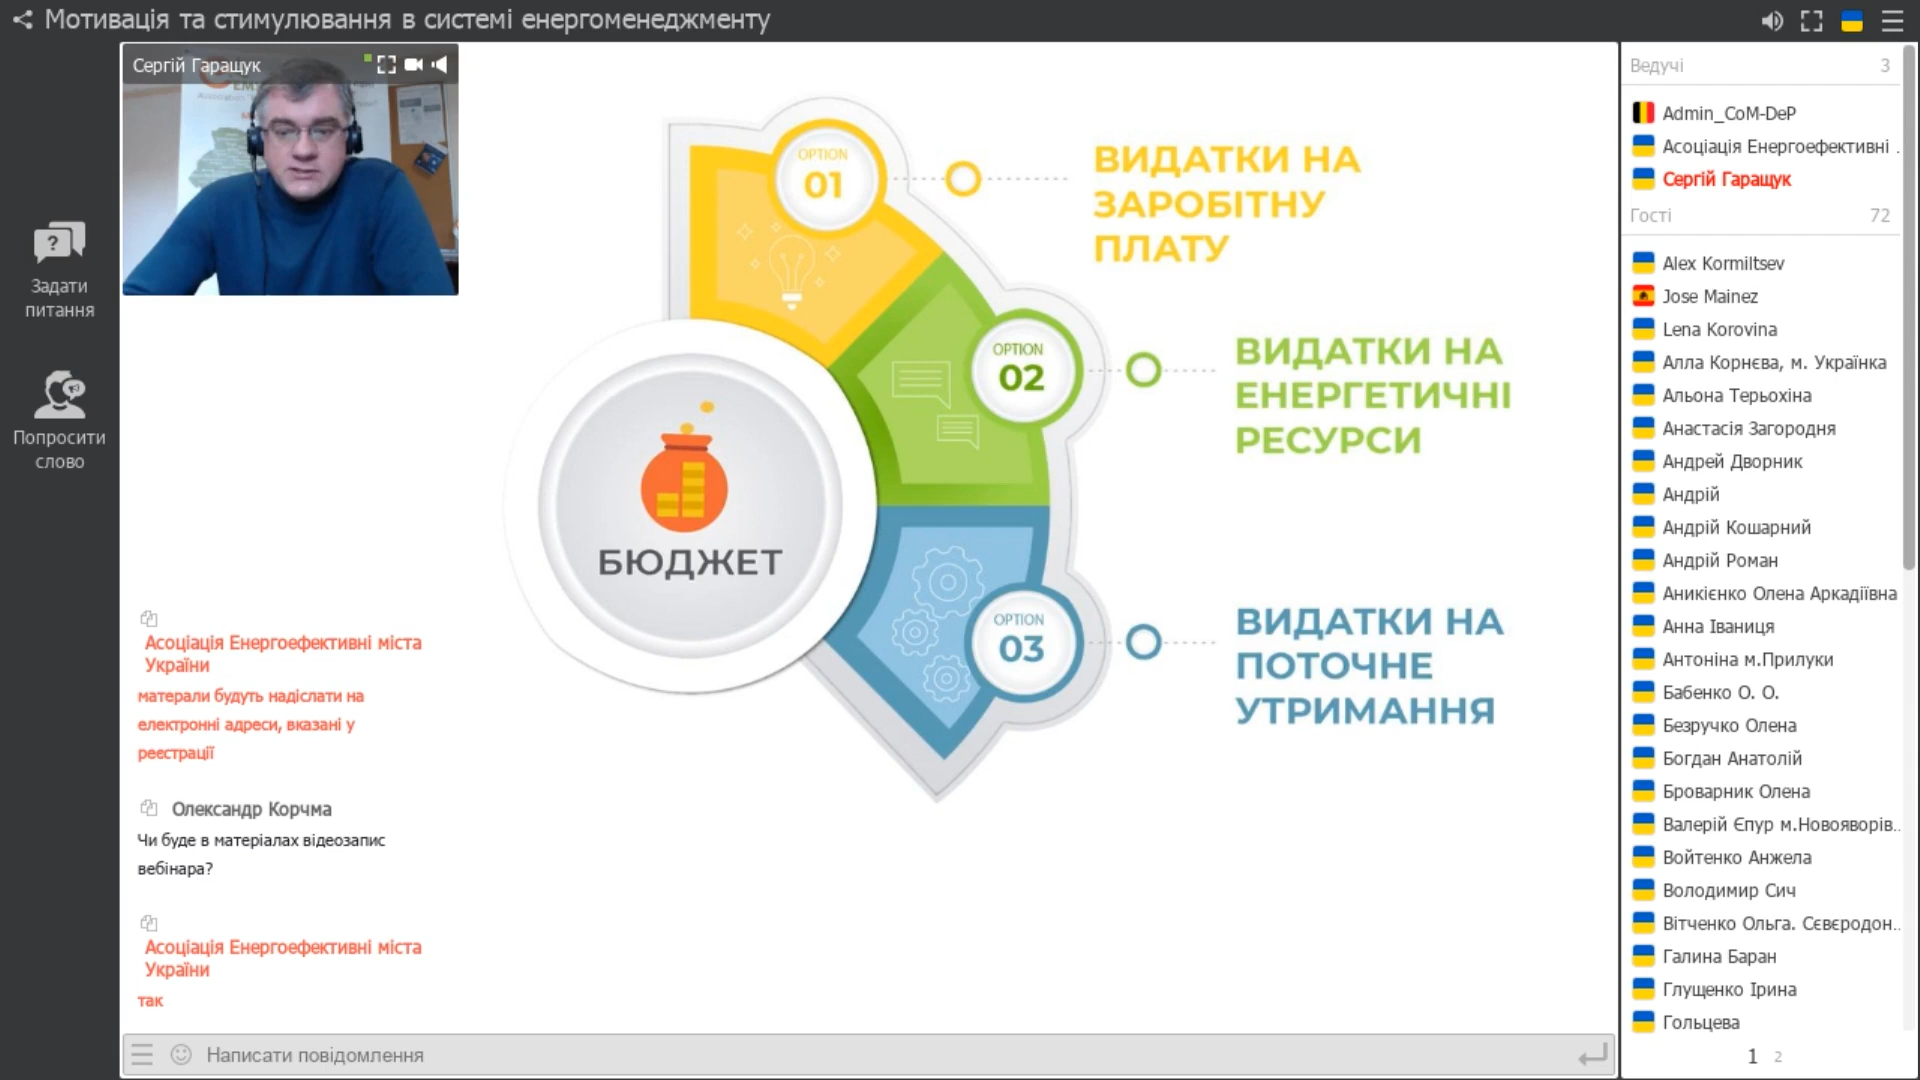 Мотивація та стимулювання в системі енергоменеджменту
Сергій Гаращук
Задати
питання
Попросити
слово
OPTION
01
ВИДАТКИ НА
ЗАРОБІТНУ
ПЛАТУ
OPTION
02
ВИДАТКИ НА
ЕНЕРГЕТИЧНІ
РЕСУРСИ
БЮДЖЕТ
OPTION
03
ВИДАТКИ НА
ПОТОЧНЕ
УТРИМАННЯ
Асоціація Енергоефективні міста
України
матерали будуть надіслати на
електронні адреси, вказані у
реєстрації
Олександр Корчма
Чи буде в матеріалах відеозапис
вебінара?
Асоціація Енергоефективні міста
України
так
Написати повідомлення
Ведучі 3
Admin_CoM-DeP
Асоціація Енергоефективні .
Сергій Гаращук
Гості 72
Alex Kormiltsev
Jose Mainez
Lena Korovina
Алла Корнєва, м. Українка
Альона Терьохіна
Анастасія Загородня
Андрей Дворник
Андрій
Андрій Кошарний
Андрій Роман
Аникієнко Олена Аркадіївна
Анна Іваниця
Антоніна м.Прилуки
Бабенко О. О.
Безручко Олена
Богдан Анатолій
Броварник Олена
Валерій Єпур м.Новояворів..
Войтенко Анжела
Володимир Сич
Вітченко Ольга. Сєвєродон..
Галина Баран
Глущенко Ірина
Гольцева
1 2